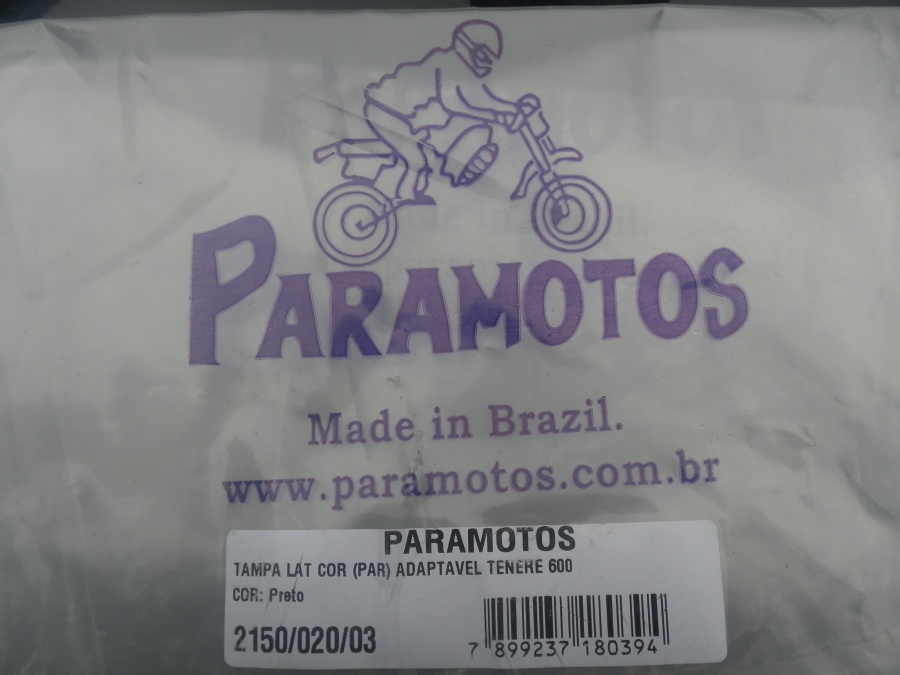 PARAMOTOS
Made in Brazil.
www.paramotos.com.br
PARAMOTOS
TAMPA LAT COR (PAR) ADAPTAVEL TENERE 600
COR: Preto
2150/020/03
7 899237 180394